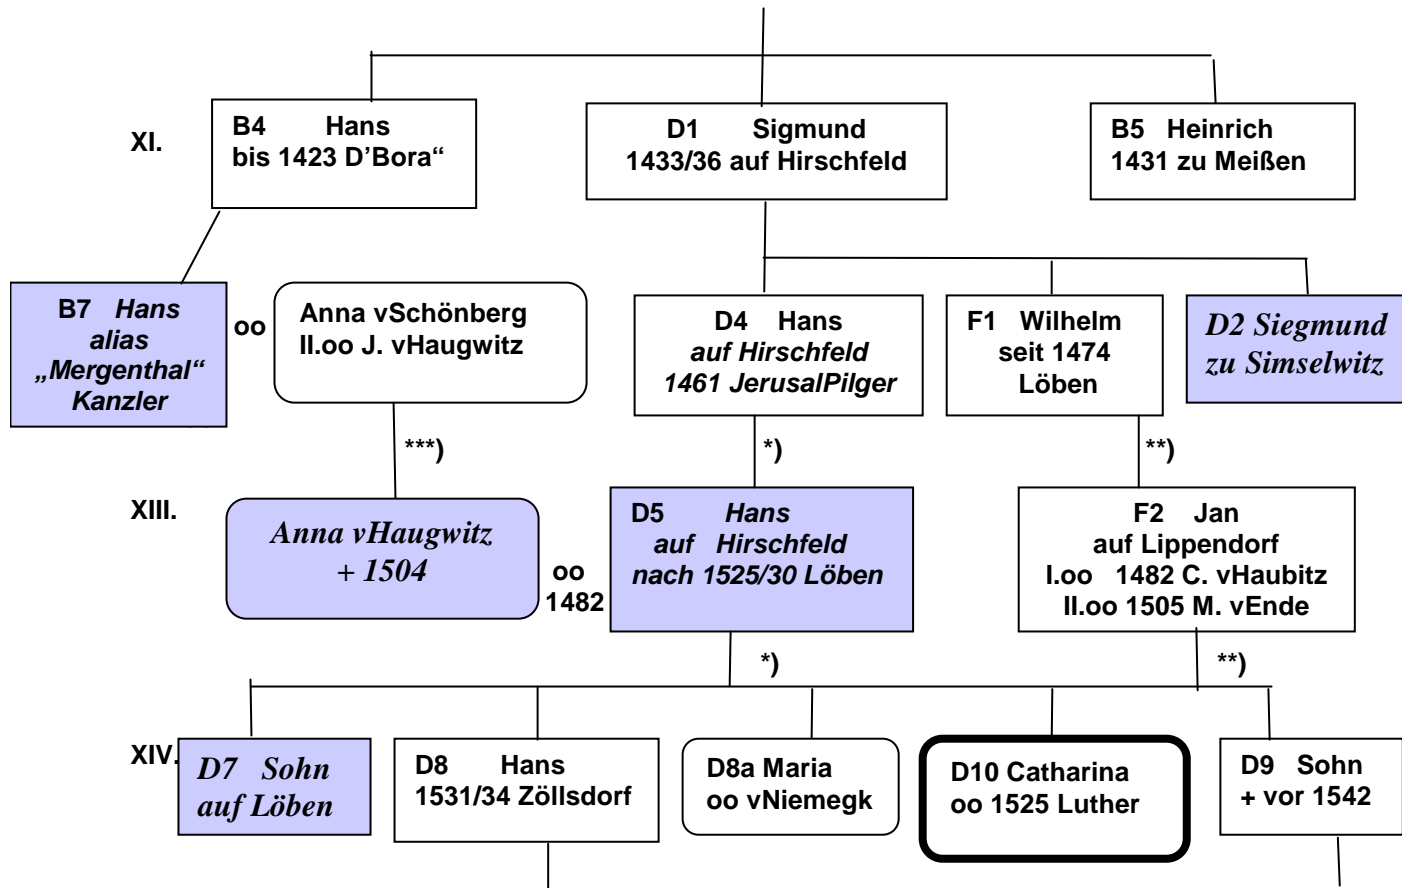 XI.
B4 Hans
bis 1423 D’Bora“
D1 Sigmund
1433/36 auf Hirschfeld
B5 Heinrich
1431 zu Meißen
B7 Hans
alias
„Mergenthal“
Kanzler
oo
Anna vSchönberg
II.oo J. vHaugwitz
D4 Hans
auf Hirschfeld
1461 JerusalPilger
F1 Wilhelm
seit 1474
Löben
D2 Siegmund
zu Simselwitz
***)
*)
**)
XIII.
Anna vHaugwitz
+ 1504
oo
1482
D5 Hans
auf Hirschfeld
nach 1525/30 Löben
F2 Jan
auf Lippendorf
I.oo 1482 C. vHaubitz
II.oo 1505 M. vEnde
*)
**)
XIV.
D7 Sohn
auf Löben
D8 Hans
1531/34 Zöllsdorf
D8a Maria
oo vNiemegk
D10 Catharina
oo 1525 Luther
D9 Sohn
+ vor 1542